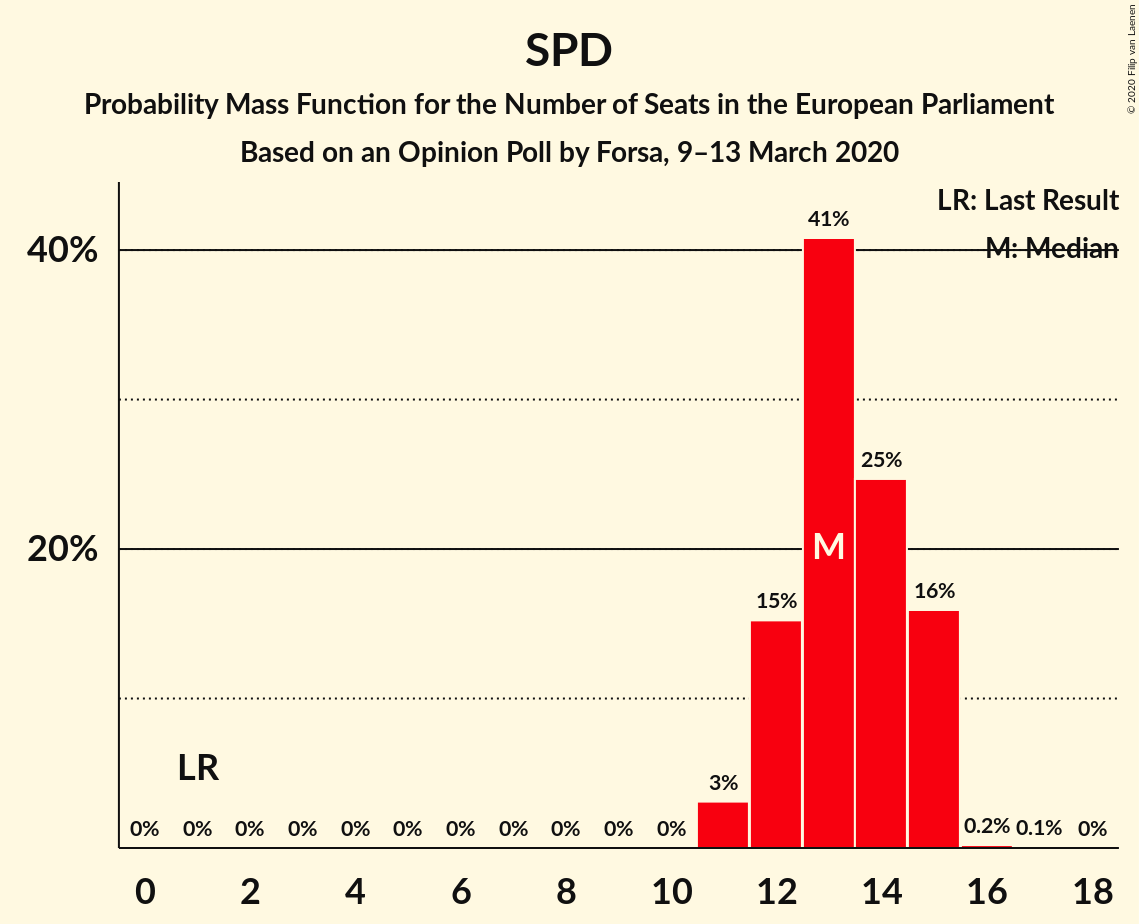 SPD
Probability Mass Function for the Number of Seats in the European Parliament
Based on an Opinion Poll by Forsa, 9–13 March 2020
© 2020 Filip van Laenen
LR: Last Result
M: Median
40%
20%
41%
25%
M
15%
16%
LR
3%
0% 0% 0% 0% 0% 0% 0% 0% 0% 0% 0% 0.2% 0.1% 0%
0 2 4 6 8 10 12 14 16 18